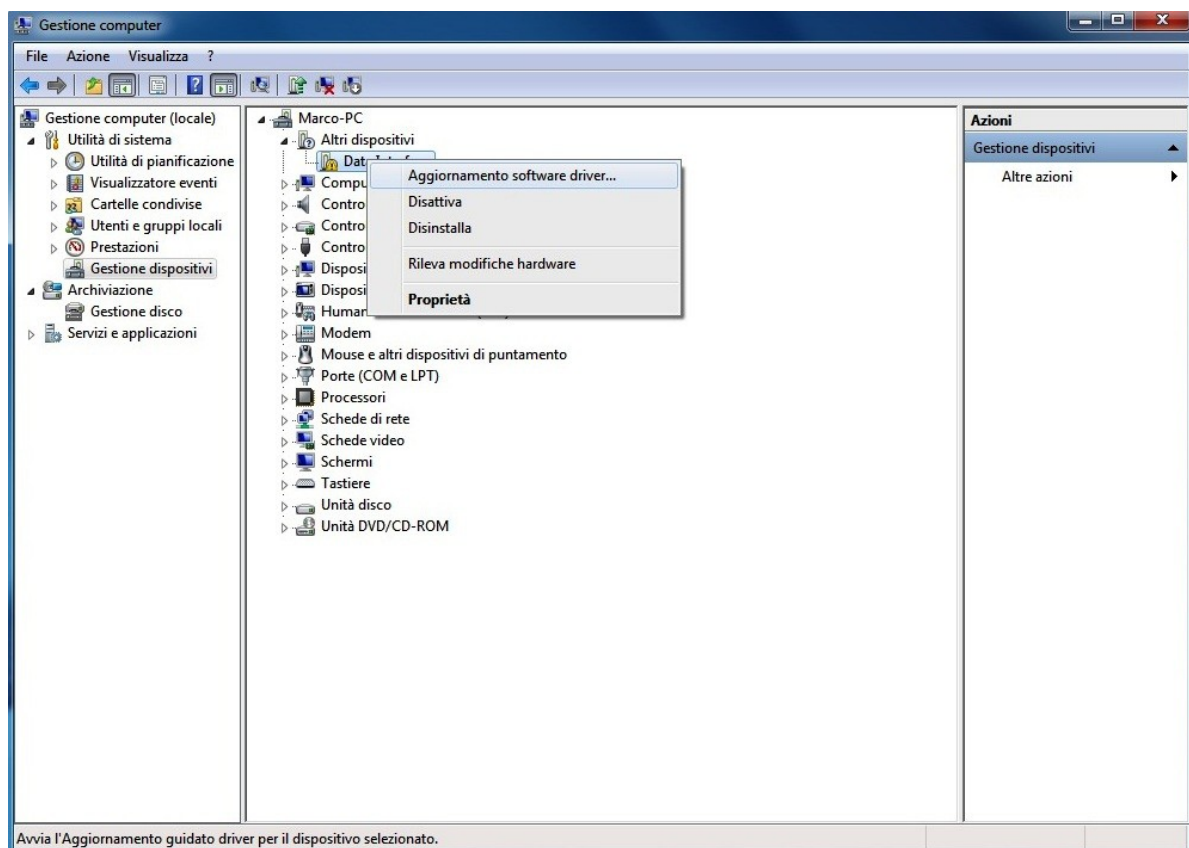 Gestione computer
File Azione Visualizza ?
Gestione computer (locale)
Utilità di sistema
Utilità di pianificazione
Visualizzatore eventi
Cartelle condivise
Utenti e gruppi locali
Prestazioni
Gestione dispositivi
Archiviazione
Gestione disco
Servizi e applicazioni
Marco-PC
Altri dispositivi
Data
Compu
Contro
Contro
Contro
Disposi
Disposi
Human
Modem
Mouse e altri dispositivi di puntamento
Porte (COM e LPT)
Processori
Schede di rete
Schede video
Schermi
Tastiere
Unità disco
Unità DVD/CD-ROM
Aggiornamento software driver...
Disattiva
Disinstalla
Rileva modifiche hardware
Proprietà
Azioni
Gestione dispositivi
Altre azioni
Avvia l'Aggiornamento guidato driver per il dispositivo selezionato.